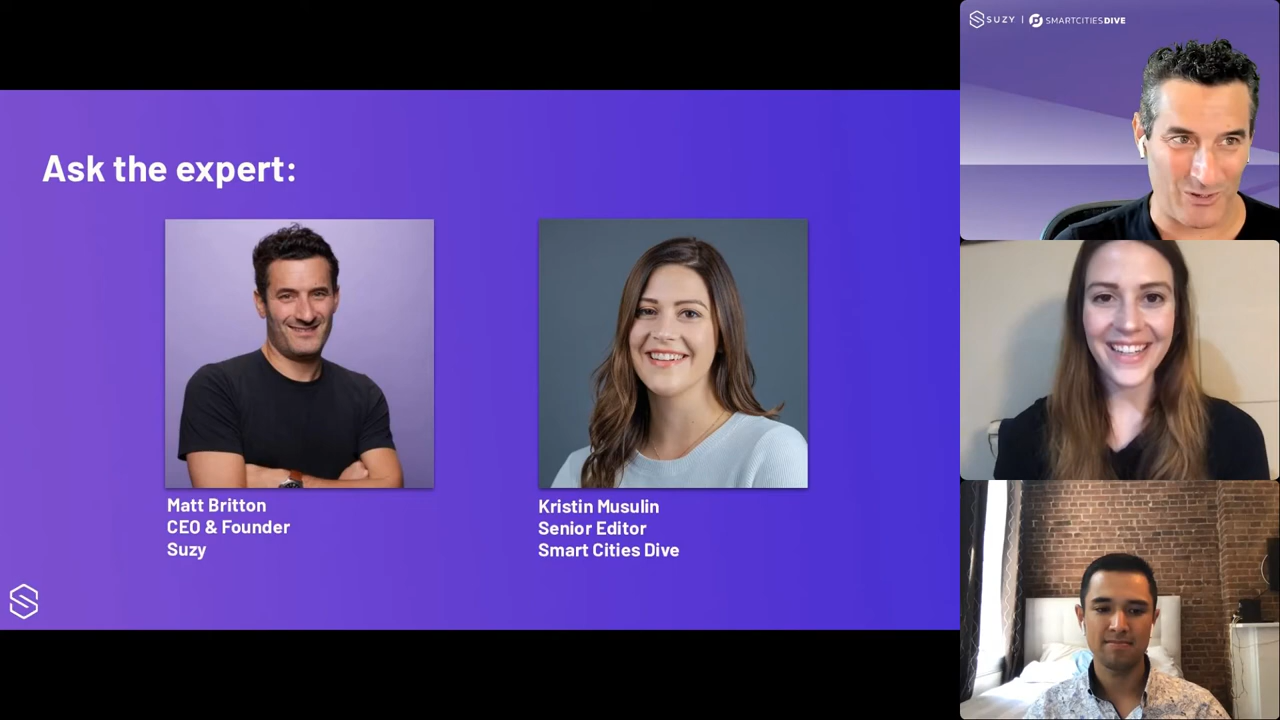 Ask the expert:
Matt Britton
CEO & Founder
Suzy
Kristin Musulin
Senior Editor
Smart Cities Dive
SUZY | SMARTCITIESDIVE